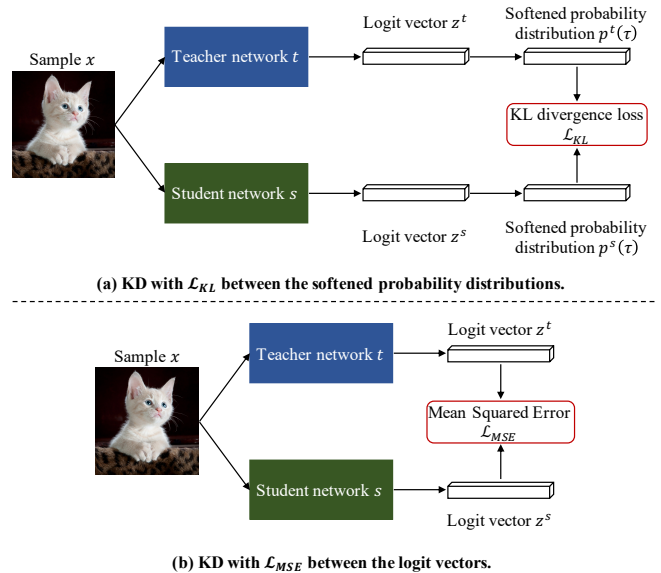 Sample x
Teacher network t
Logit vector z^t
Softened probability
distribution p^t(τ)
KL divergence loss
ℒ_KL
Student network s
Logit vector z^s
Softened probability
distribution p^s(τ)
(a) KD with ℒ_KL between the softened probability distributions.
Sample x
Teacher network t
Logit vector z^t
Mean Squared Error
ℒ_MSE
Student network s
Logit vector z^s
(b) KD with ℒ_MSE between the logit vectors.